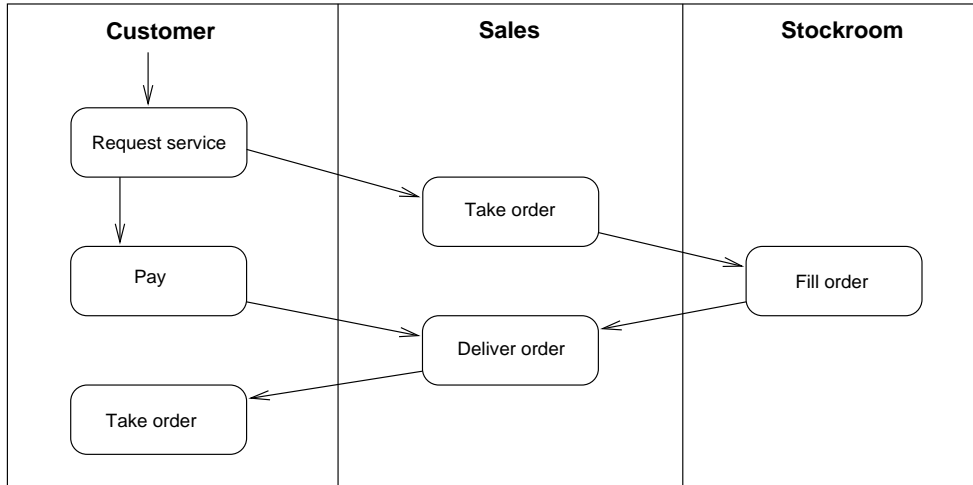 Customer
Sales
Stockroom
Request service
Take order
Pay
Fill order
Deliver order
Take order